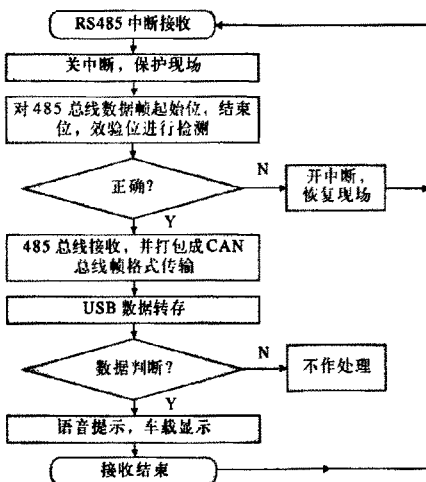 RS485 中断接收
关中断，保护现场
对 485 总线数据帧起始位，结束
位，效验位进行检测
正确？
N
开中断，
恢复现场
Y
485 总线接收，并打包成CAN
总线帧格式传输
USB 数据转存
数据判断？
N
不作处理
Y
语音提示，车载显示
接收结束